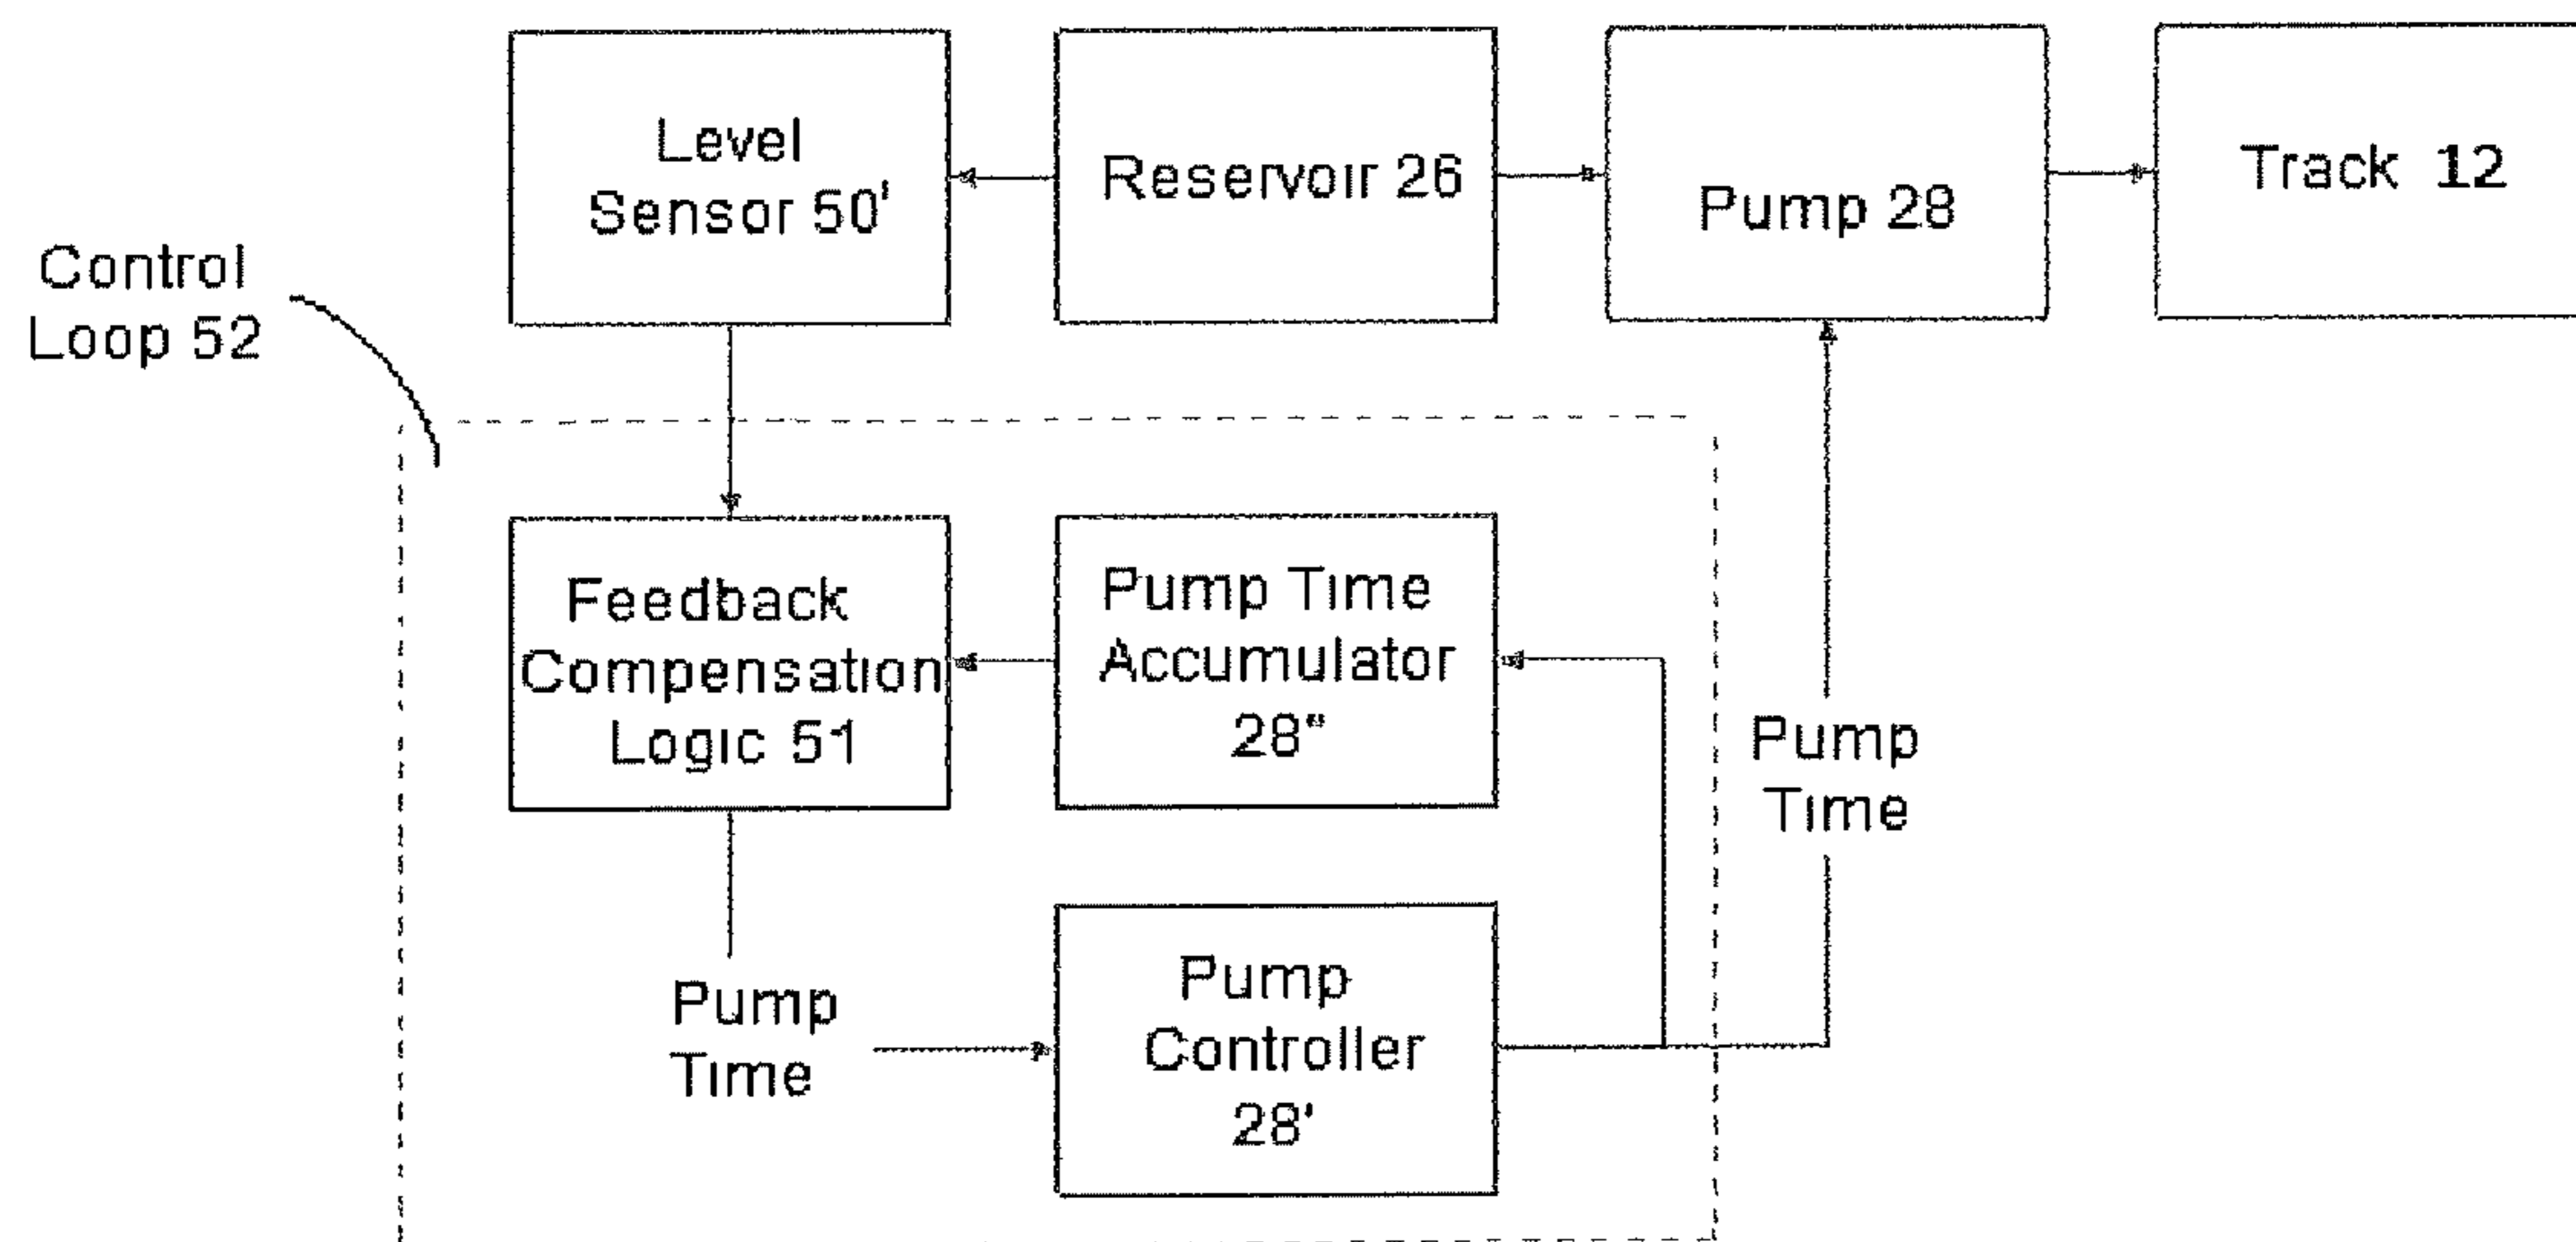 Level
Sensor 50'
Reservoir 26
Pump 28
Track 12
Control
Loop 52
Feedback
Compensation
Logic 51
Pump Time
Accumulator
28"
Pump
Time
Pump
Time
Pump
Controller
28'